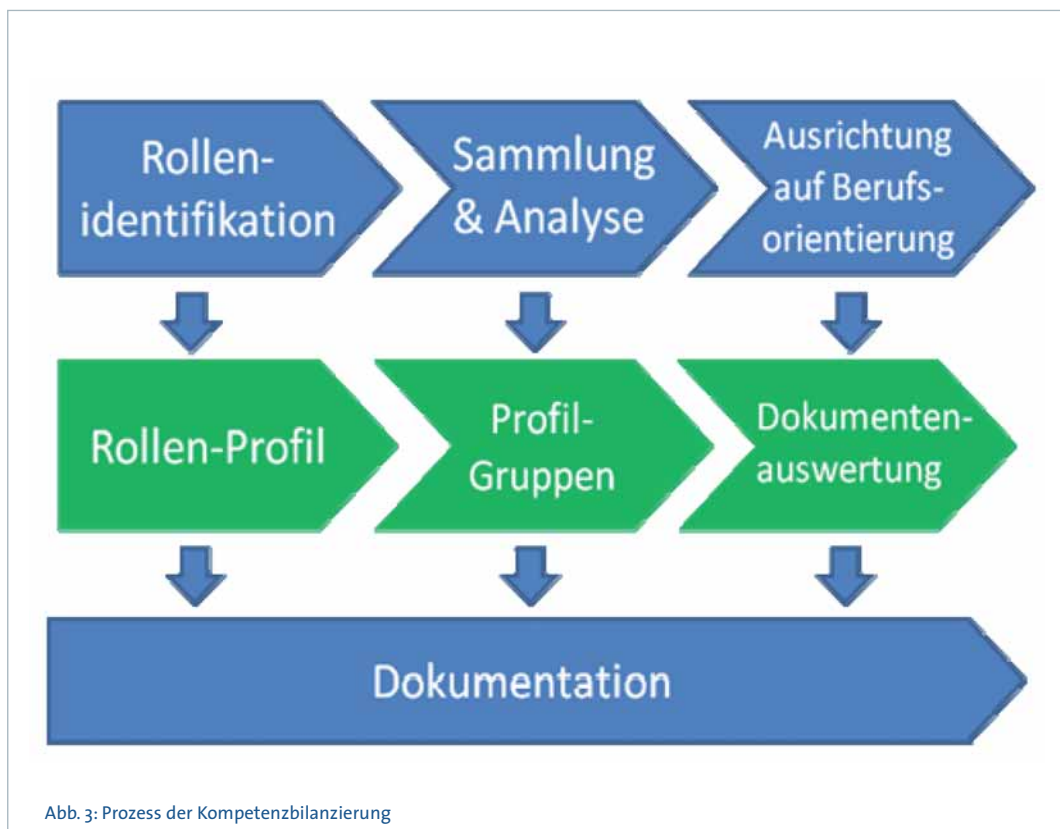 Rollen-
identifikation
Sammlung
& Analyse
Ausrichtung
auf Berufs-
orientierung
Rollen-Profil
Profil-
Gruppen
Dokumenten-
auswertung
Dokumentation
Abb. 3: Prozess der Kompetenzbilanzierung